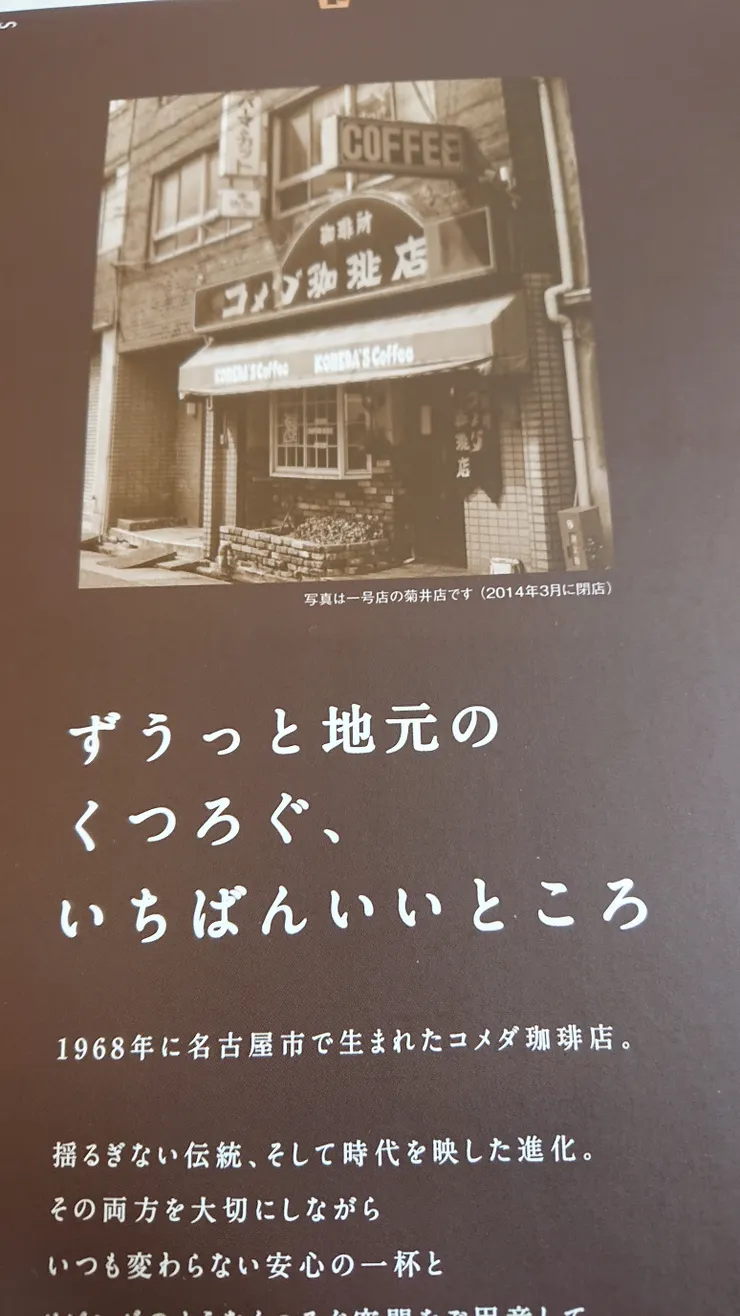 COFFEE
珈琲所
コメダ珈琲店
KOMEDA'S Coffee KOMEDA'S Coffee
写真は一号店の菊井店です(2014年3月に閉店)
ずうっと地元の
くつろぐ、
いちばんいいところ
1968年に名古屋市で生まれたコメダ珈琲店。
揺るぎない伝統、そして時代を映した進化。
その両方を大切にしながら
いつも変わらない安心の一杯と